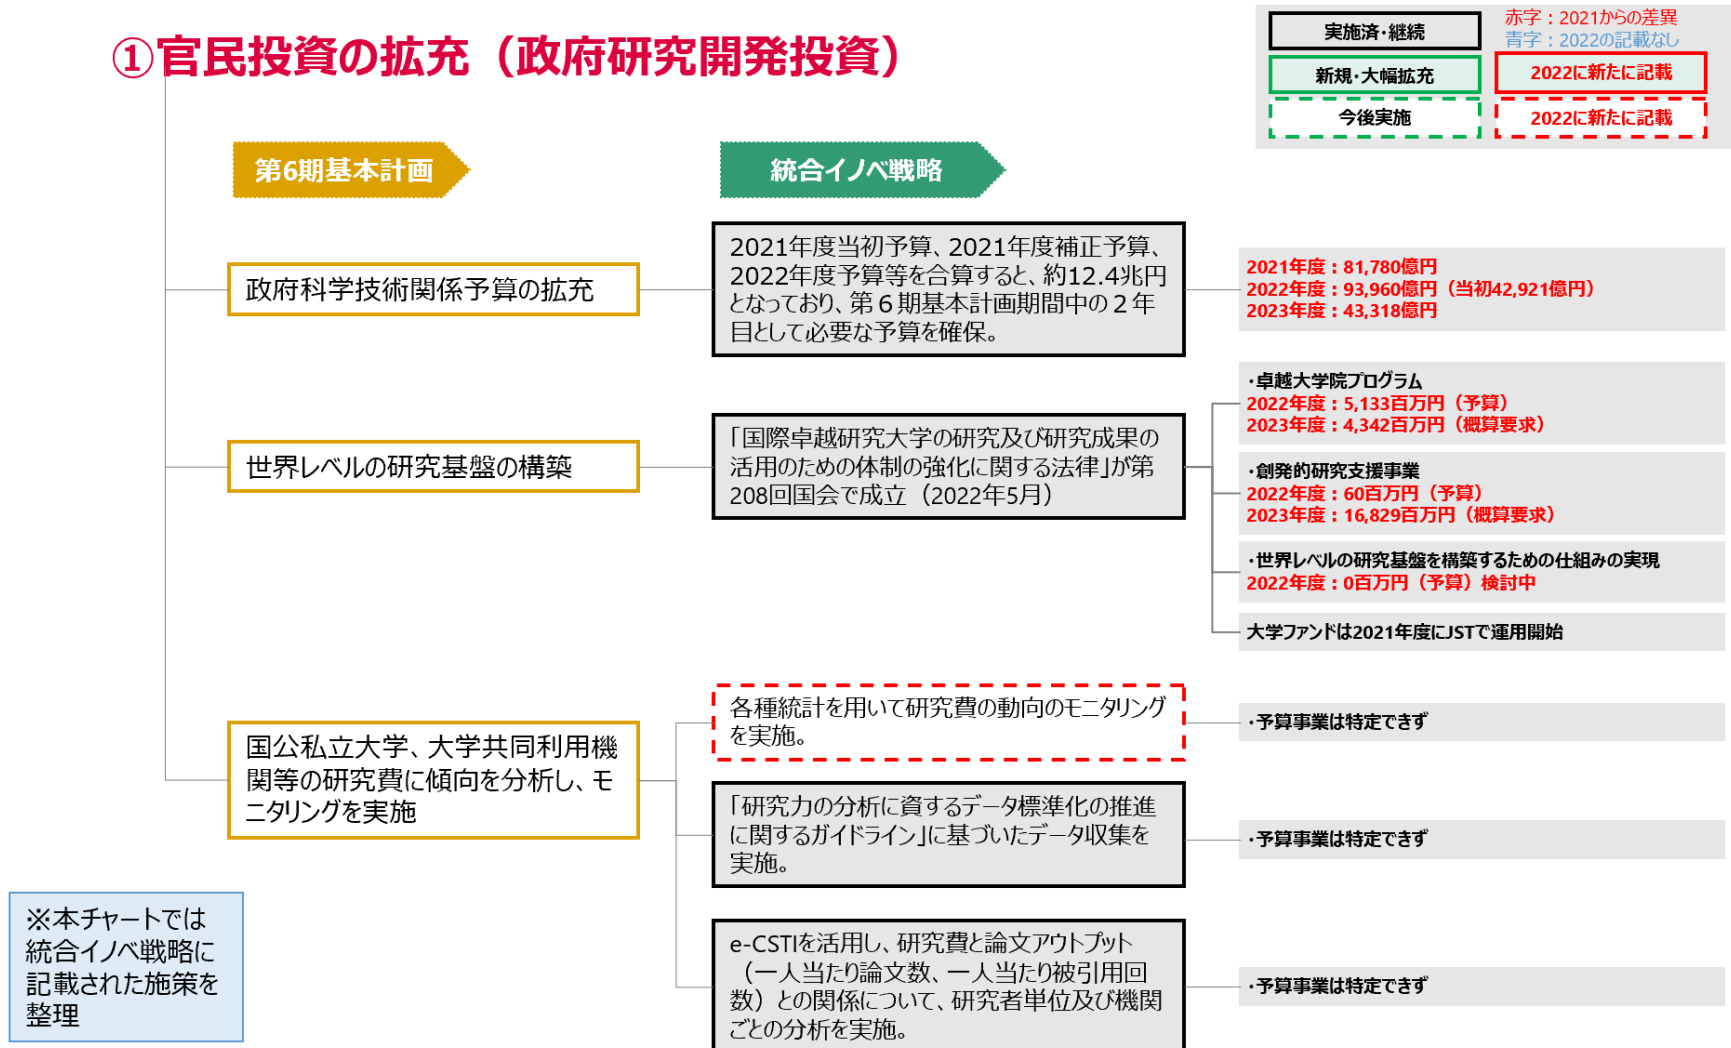 ①官民投資の拡充（政府研究開発投資）
実施済・継続
新規・大幅拡充
今後実施
赤字：2021からの差異
青字：2022の記載なし
2022に新たに記載
2022に新たに記載
第6期基本計画
統合イノベ戦略
政府科学技術関係予算の拡充
2021年度当初予算、2021年度補正予算、
2022年度予算等を合算すると、約12.4兆円
となっており、第６期基本計画期間中の２年
目として必要な予算を確保。
2021年度：81,780億円
2022年度：93,960億円（当初42,921億円）
2023年度：43,318億円
世界レベルの研究基盤の構築
「国際卓越研究大学の研究及び研究成果の
活用のための体制の強化に関する法律」が第
208回国会で成立（2022年5月）
・卓越大学院プログラム
2022年度：5,133百万円（予算）
2023年度：4,342百万円（概算要求）
・創発的研究支援事業
2022年度：60百万円（予算）
2023年度：16,829百万円（概算要求）
・世界レベルの研究基盤を構築するための仕組みの実現
2022年度：0百万円（予算）検討中
大学ファンドは2021年度にJSTで運用開始
国公私立大学、大学共同利用機
関等の研究費に傾向を分析し、モ
ニタリングを実施
各種統計を用いて研究費の動向のモニタリング
を実施。
・予算事業は特定できず
「研究力の分析に資するデータ標準化の推進
に関するガイドライン」に基づいたデータ収集を
実施。
・予算事業は特定できず
e-CSTIを活用し、研究費と論文アウトプット
（一人当たり論文数、一人当たり被引用回
数）との関係について、研究者単位及び機関
ごとの分析を実施。
・予算事業は特定できず
※本チャートでは
統合イノベ戦略に
記載された施策を
整理